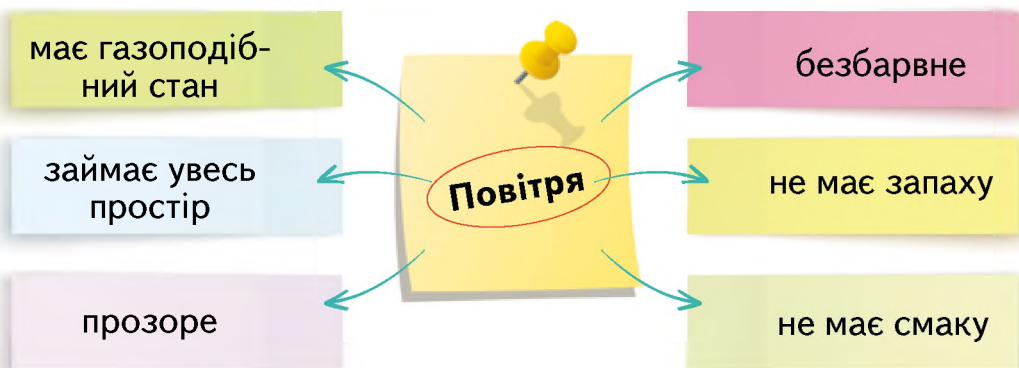 має газоподіб-
ний стан
займає увесь
простір
прозоре
Повітря
безбарвне
не має запаху
не має смаку